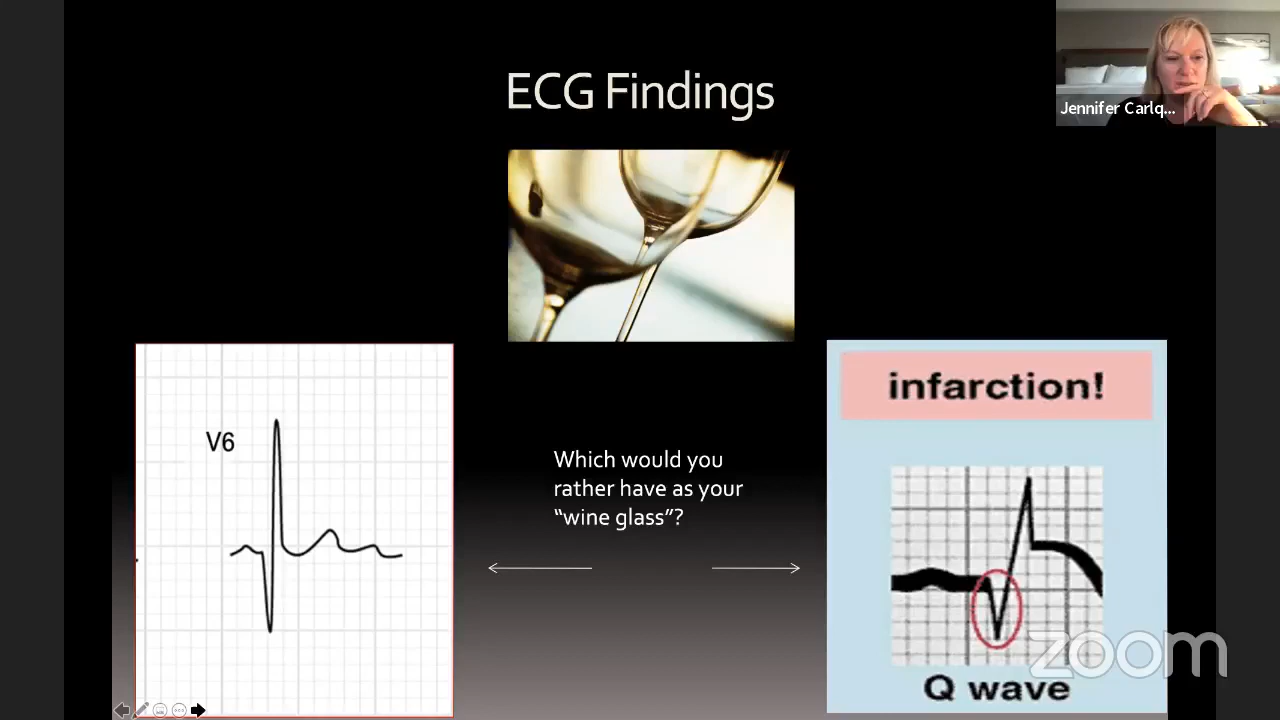 ECG Findings
Jennifer Carlq...
infarction!
V6
Which would you
rather have as your
“wine glass”?
zoom
Q wave